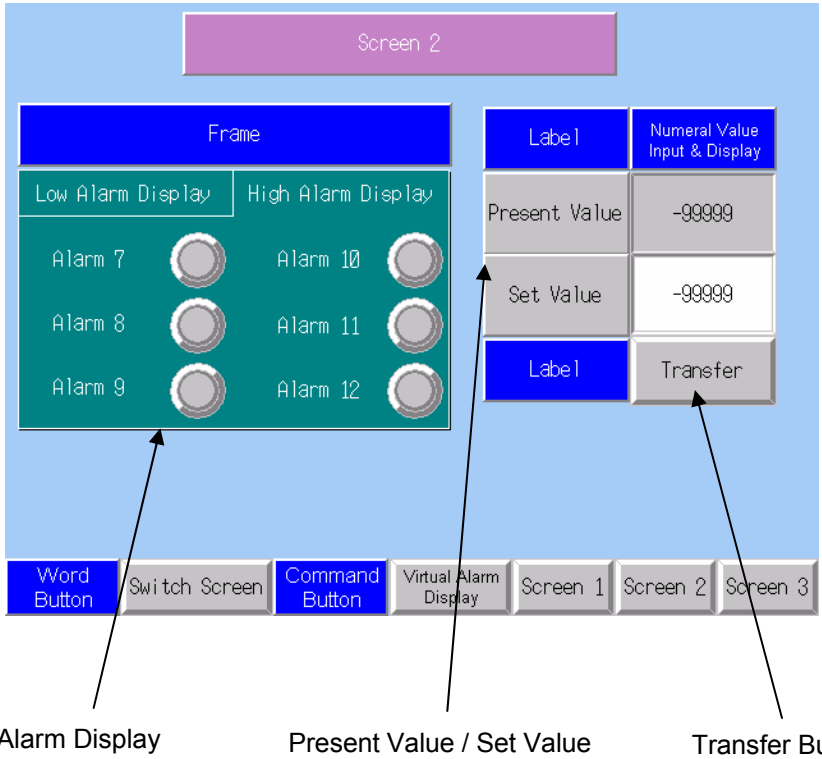 Screen 2
Frame
Label
Numeral Value
Input & Display
Low Alarm Display
High Alarm Display
Present Value
-99999
Alarm 7
Alarm 10
Set Value
-99999
Alarm 8
Alarm 11
Label
Transfer
Alarm 9
Alarm 12
Word
Button
Switch Screen
Command
Button
Virtual Alarm
Display
Screen 1
Screen 2
Screen 3
Alarm Display
Present Value / Set Value
Transfer Bu